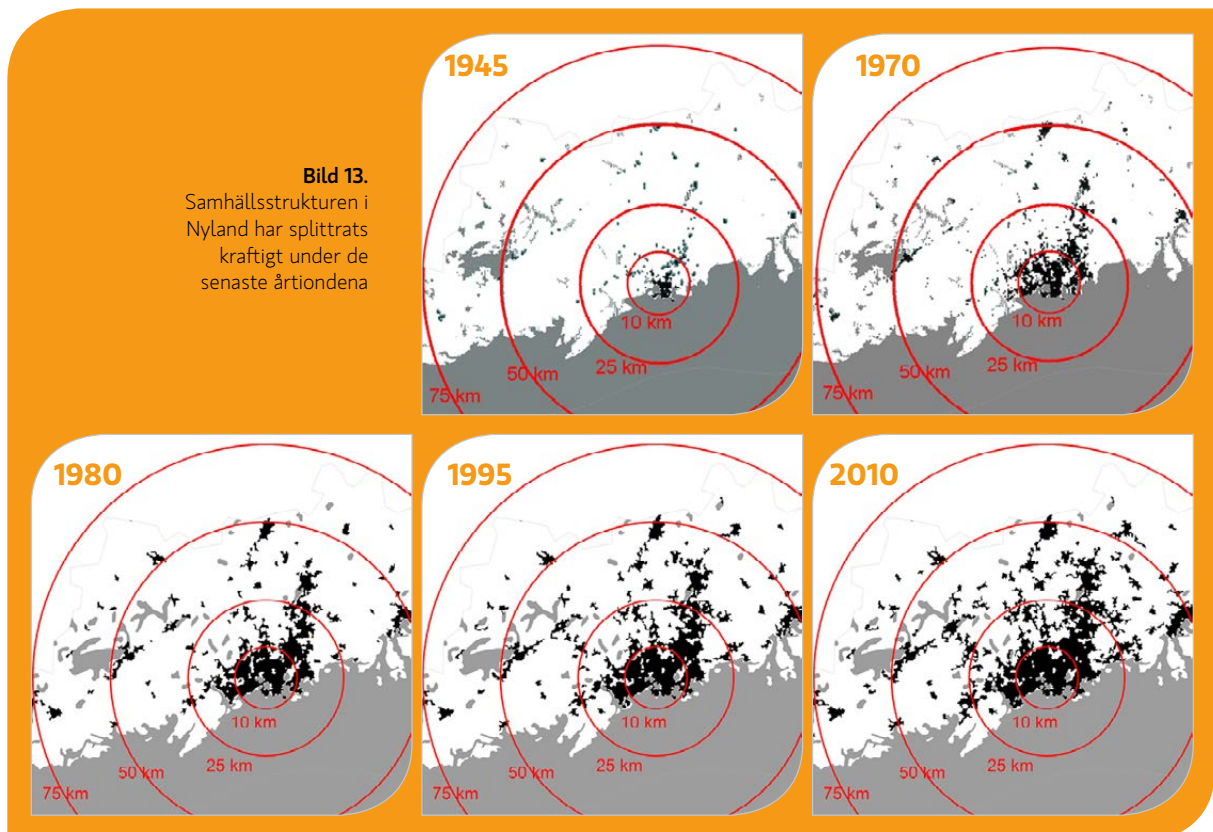 Bild 13.
Samhällsstrukturen i
Nyland har splittrats
kraftigt under de
senaste årtiondena
1945
10 km
25 km
50 km
75 km
1970
10 km
25 km
50 km
75 km
1980
10 km
25 km
50 km
75 km
1995
10 km
25 km
50 km
75 km
2010
10 km
25 km
50 km
75 km